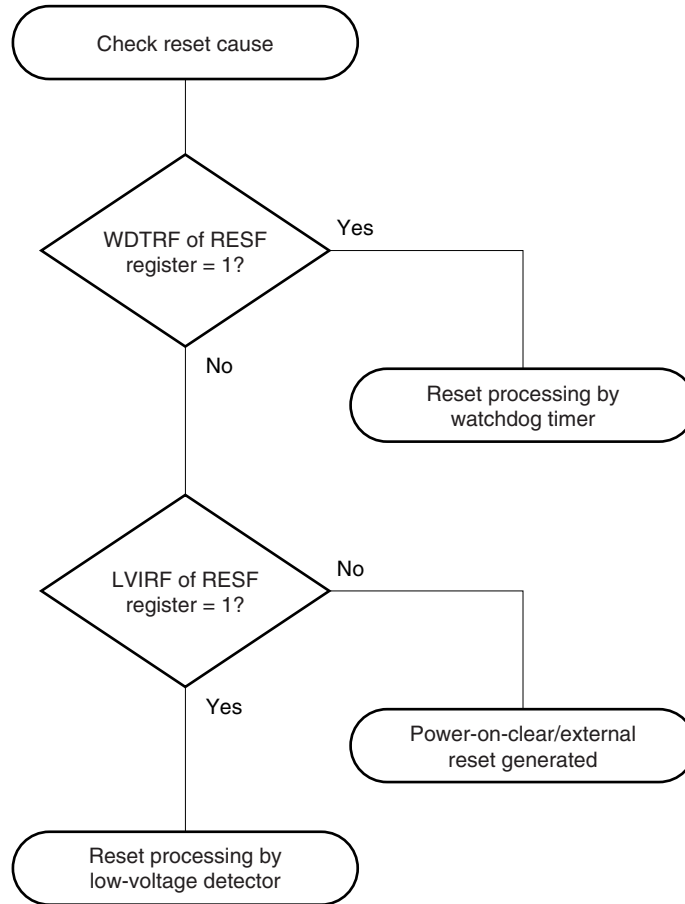 Check reset cause
WDTRF of RESF
register = 1?
Yes
No
Reset processing by
watchdog timer
LVIRF of RESF
register = 1?
No
Yes
Power-on-clear/external
reset generated
Reset processing by
low-voltage detector